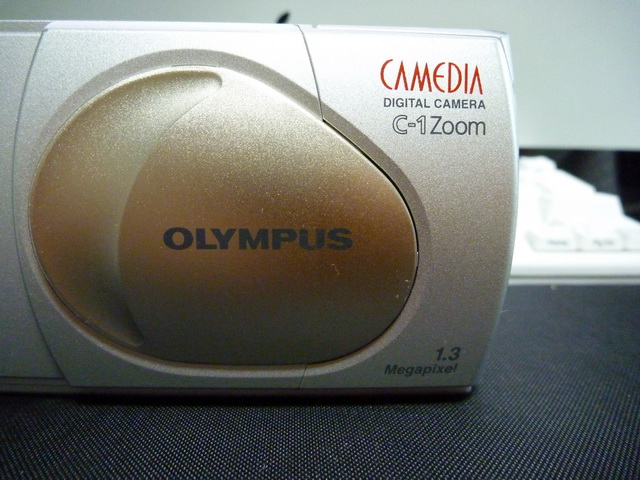 CAMEDIA
DIGITAL CAMERA
C-1Zoom
OLYMPUS
1.3
Megapixel